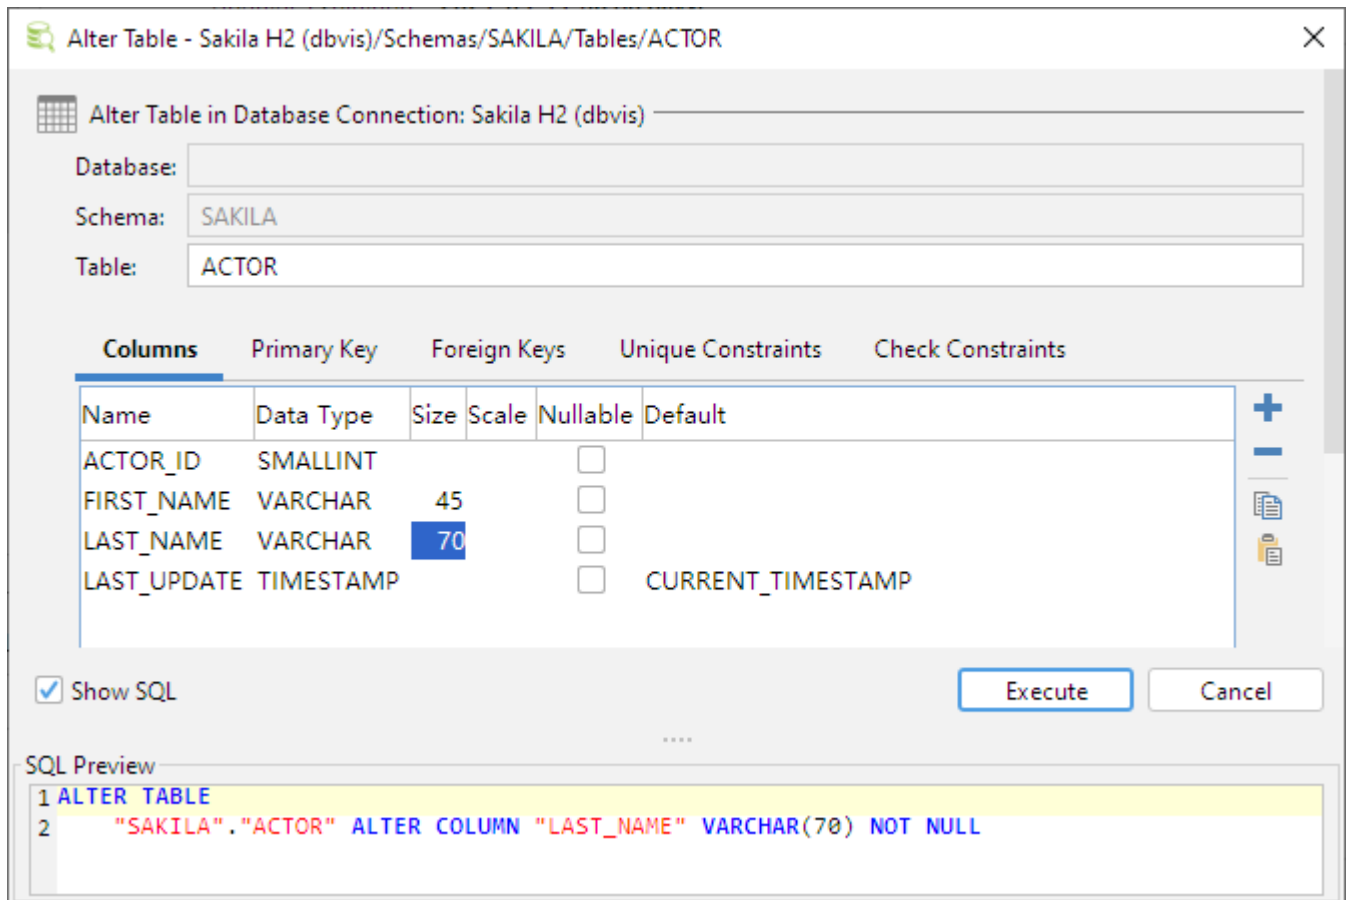 Alter Table - Sakila H2 (dbvis)/Schemas/SAKILA/Tables/ACTOR
Alter Table in Database Connection: Sakila H2 (dbvis)
Database:
Schema: SAKILA
Table: ACTOR
Columns Primary Key Foreign Keys Unique Constraints Check Constraints
Name Data Type Size Scale Nullable Default
ACTOR_ID SMALLINT
FIRST_NAME VARCHAR 45
LAST_NAME VARCHAR 70
LAST_UPDATE TIMESTAMP CURRENT_TIMESTAMP
Show SQL Execute Cancel
SQL Preview
1 ALTER TABLE
2 "SAKILA"."ACTOR" ALTER COLUMN "LAST_NAME" VARCHAR(70) NOT NULL